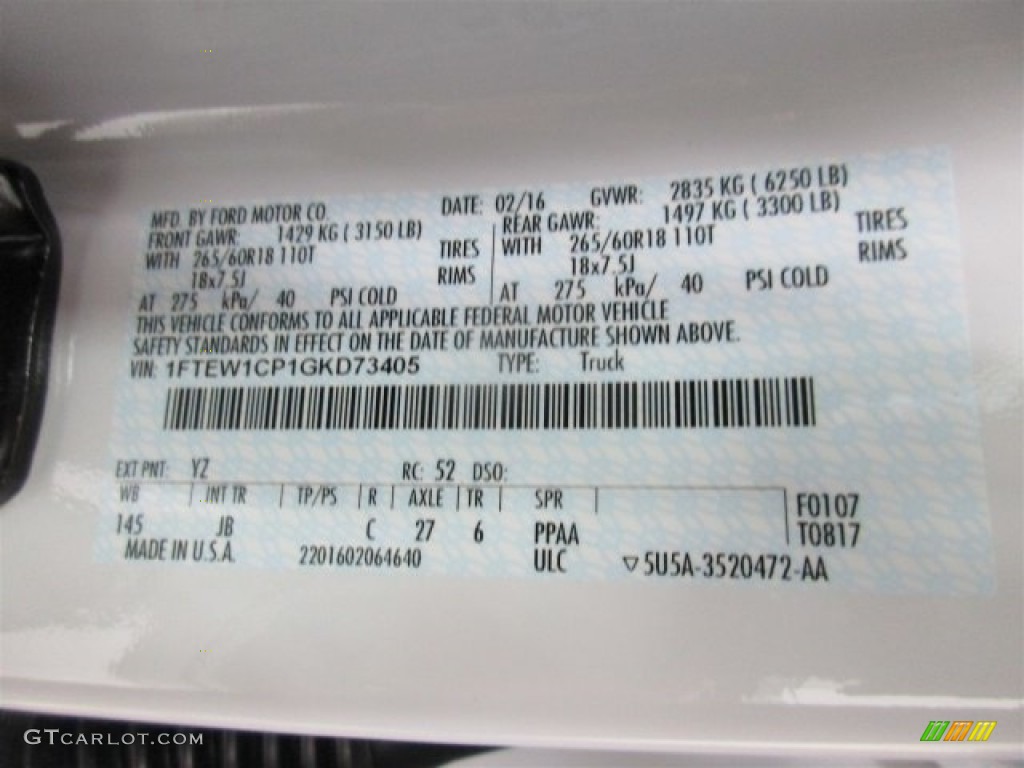 MFD. BY FORD MOTOR CO. DATE: 02/16 GVWR: 2835 KG ( 6250 LB)
FRONT GAWR: 1429 KG ( 3150 LB) REAR GAWR: 1497 KG ( 3300 LB)
WITH 265/60R18 110T TIRES WITH 265/60R18 110T TIRES
18x7.5J RIMS 18x7.5J RIMS
AT 275 kPa/ 40 PSI COLD AT 275 kPa/ 40 PSI COLD
THIS VEHICLE CONFORMS TO ALL APPLICABLE FEDERAL MOTOR VEHICLE
SAFETY STANDARDS IN EFFECT ON THE DATE OF MANUFACTURE SHOWN ABOVE.
VIN: 1FTEW1CP1GKD73405 TYPE: Truck
EXT PNT: YZ RC: 52 DSO:
WB INT TR TP/PS R AXLE TR SPR F0107
145 JB C 27 6 PPAA T0817
MADE IN U.S.A. 2201602064640 ULC ▽5U5A-3520472-AA
GTCARLOT.COM